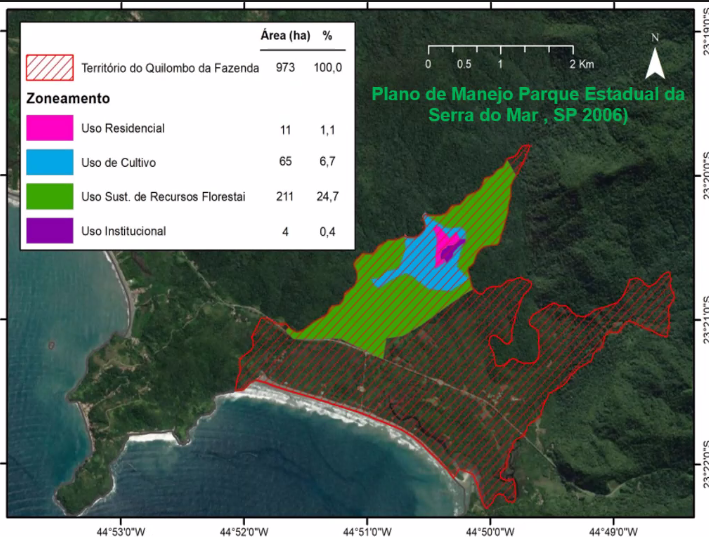 Área (ha) %
Território do Quilombo da Fazenda 973 100,0
Zoneamento
Uso Residencial 11 1,1
Uso de Cultivo 65 6,7
Uso Sust. de Recursos Florestai 211 24,7
Uso Institucional 4 0,4
0 0.5 1 2 Km
N
Plano de Manejo Parque Estadual da
Serra do Mar , SP 2006)
23°19'0"S
23°20'0"S
23°21'0"S
23°22'0"S
44°53'0"W 44°52'0"W 44°51'0"W 44°50'0"W 44°49'0"W